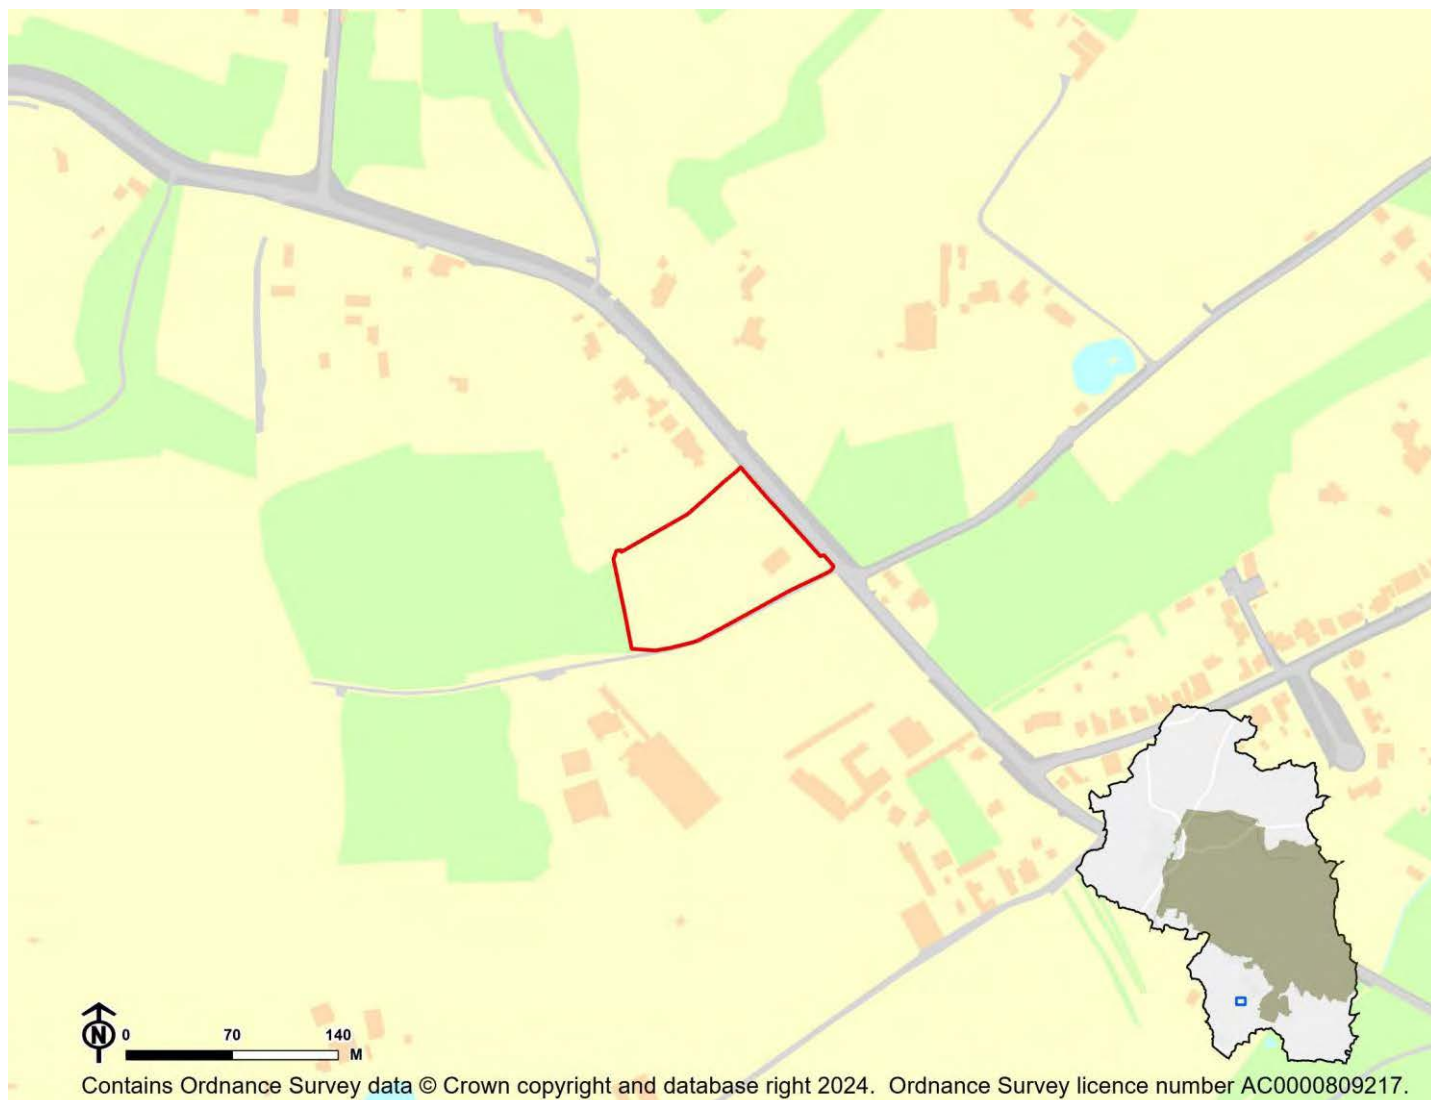 N 0 70 140
M
Contains Ordnance Survey data © Crown copyright and database right 2024. Ordnance Survey licence number AC0000809217.